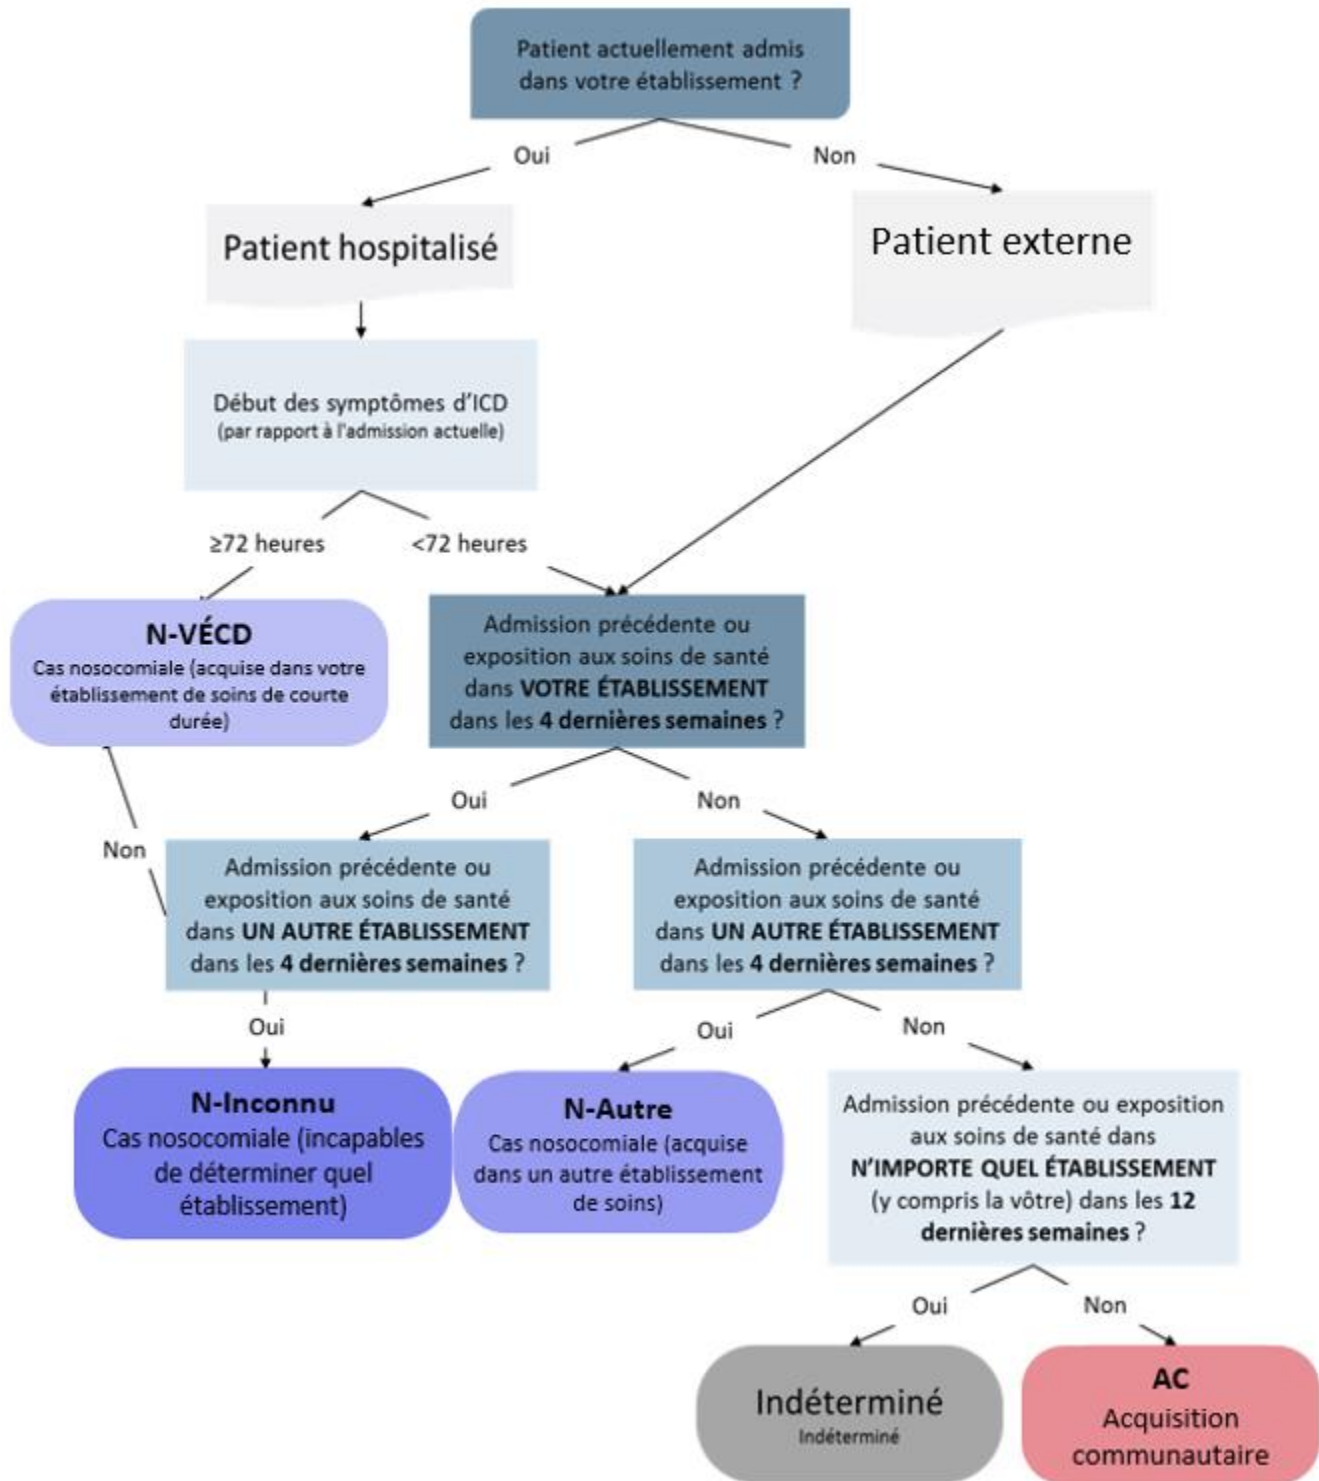 Patient actuellement admis
dans votre établissement ?
Oui
Non
Patient hospitalisé
Patient externe
Début des symptômes d’ICD
(par rapport à l'admission actuelle)
≥72 heures
<72 heures
N-VÉCD
Cas nosocomiale (acquise dans votre
établissement de soins de courte
durée)
Admission précédente ou
exposition aux soins de santé
dans VOTRE ÉTABLISSEMENT
dans les 4 dernières semaines ?
Oui
Non
Non
Admission précédente ou
exposition aux soins de santé
dans UN AUTRE ÉTABLISSEMENT
dans les 4 dernières semaines ?
Admission précédente ou
exposition aux soins de santé
dans UN AUTRE ÉTABLISSEMENT
dans les 4 dernières semaines ?
Oui
Oui
Non
N-Inconnu
Cas nosocomiale (incapables
de déterminer quel
établissement)
N-Autre
Cas nosocomiale (acquise
dans un autre établissement
de soins)
Admission précédente ou exposition
aux soins de santé dans
N’IMPORTE QUEL ÉTABLISSEMENT
(y compris la vôtre) dans les 12
dernières semaines ?
Oui
Non
Indéterminé
Indéterminé
AC
Acquisition
communautaire